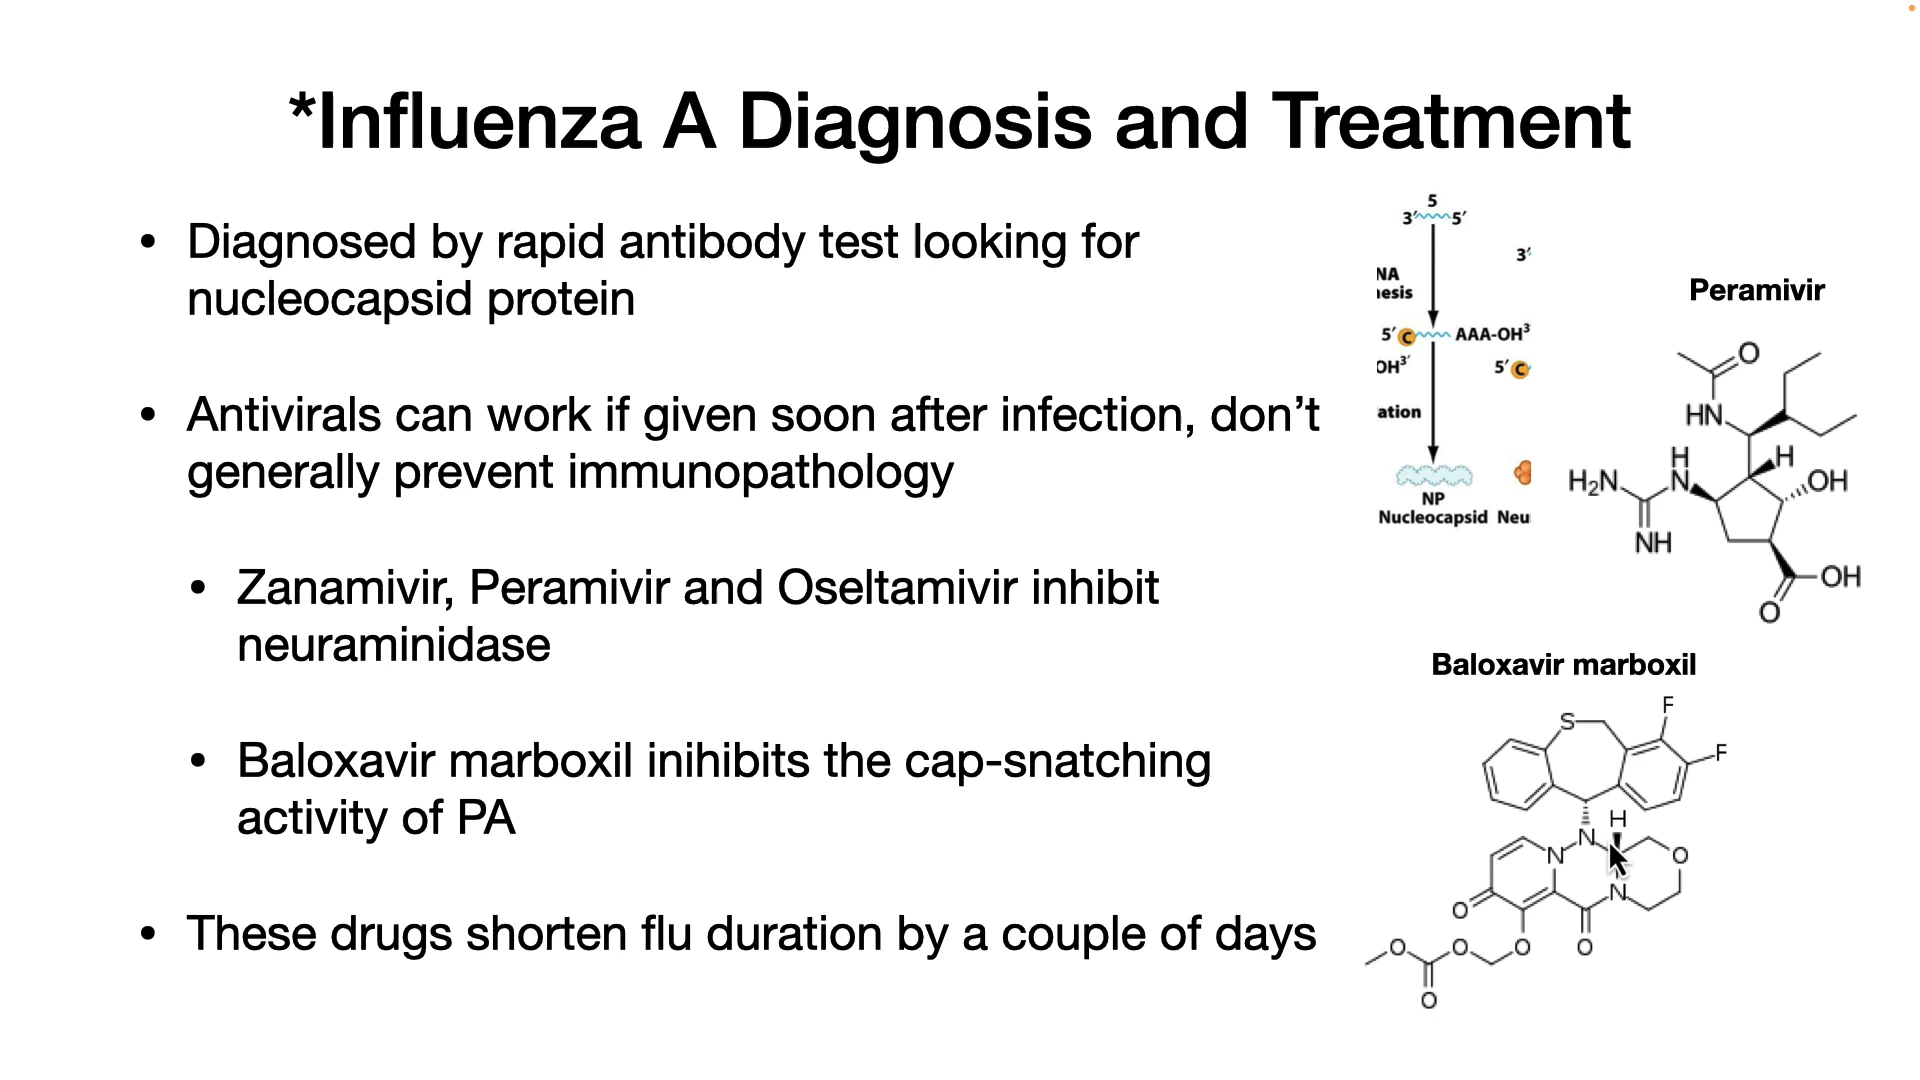 *Influenza A Diagnosis and Treatment
• Diagnosed by rapid antibody test looking for
nucleocapsid protein
• Antivirals can work if given soon after infection, don’t
generally prevent immunopathology
• Zanamivir, Peramivir and Oseltamivir inhibit
neuraminidase
• Baloxavir marboxil inihibits the cap-snatching
activity of PA
• These drugs shorten flu duration by a couple of days
5
3′ 5′
3′
NA
nesis
5′ C AAA-OH3′
OH3′ 5′ C
ation
NP
Nucleocapsid Neu
Peramivir
O
HN
H H
H2N N OH
NH
OH
O
Baloxavir marboxil
F
S
F
H
N
N O
N
O
O O O O
O